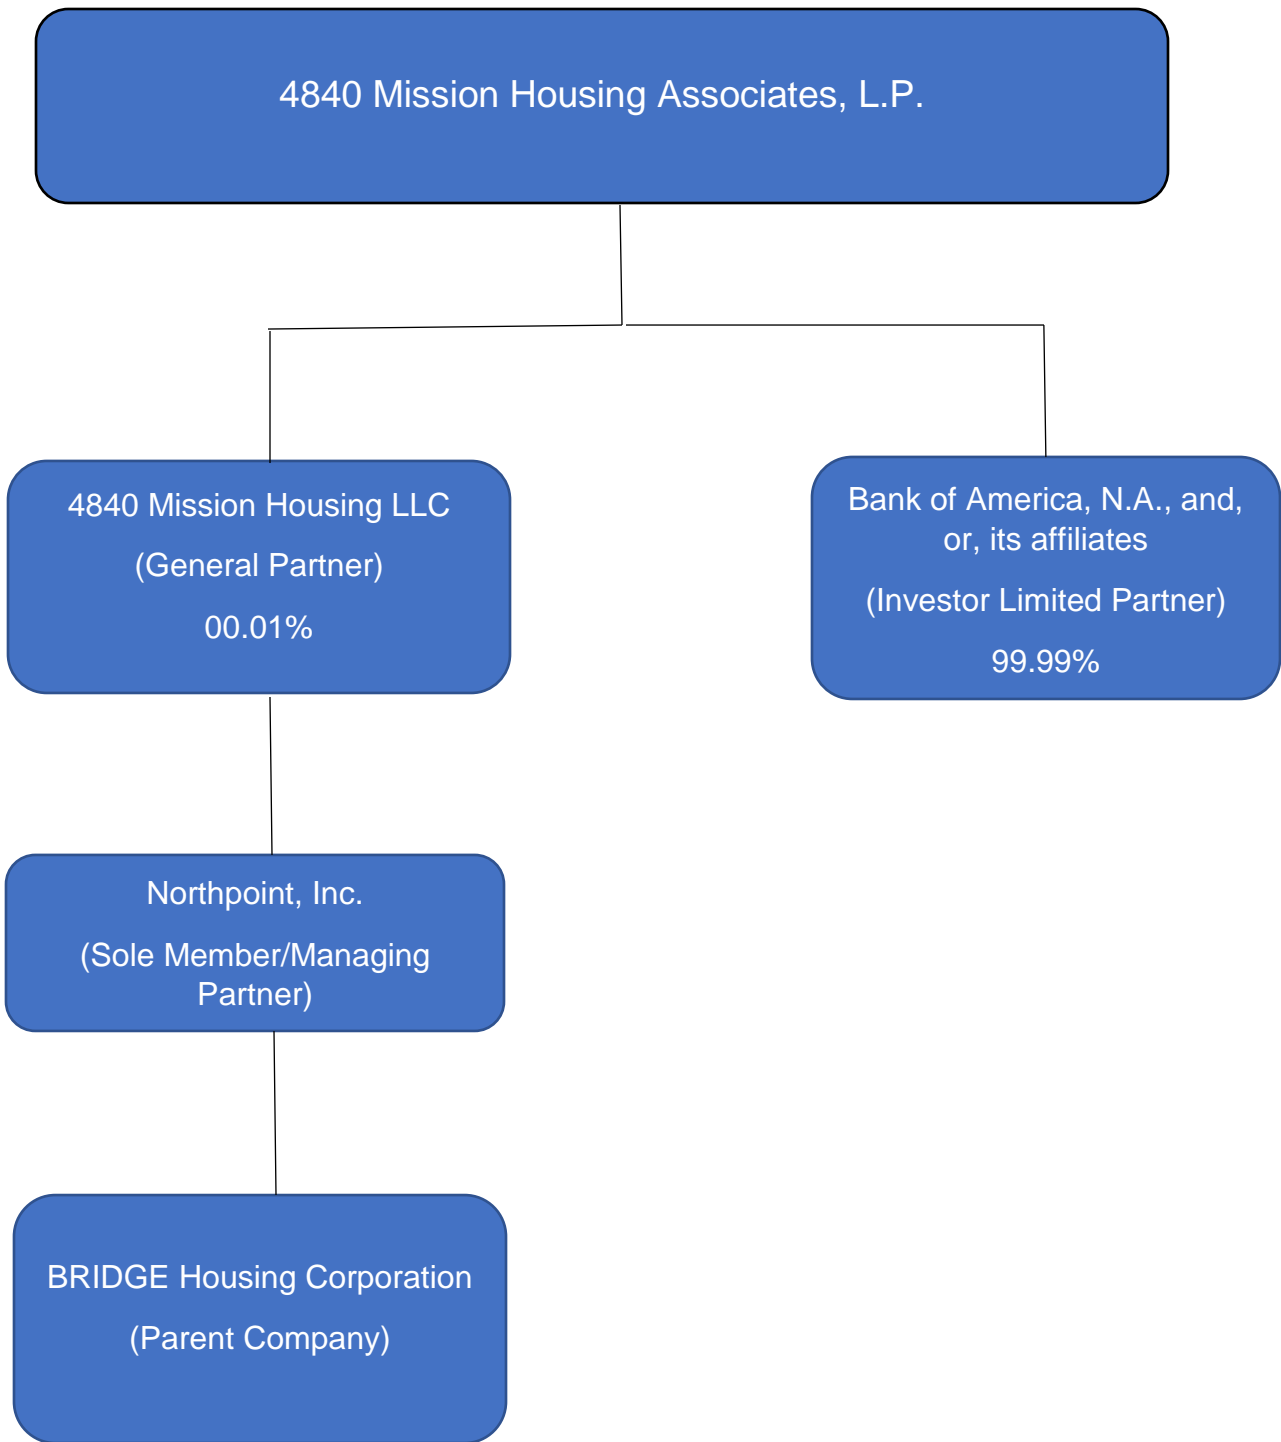 4840 Mission Housing Associates, L.P.
4840 Mission Housing LLC
(General Partner)
00.01%
Bank of America, N.A., and,
or, its affiliates
(Investor Limited Partner)
99.99%
Northpoint, Inc.
(Sole Member/Managing
Partner)
BRIDGE Housing Corporation
(Parent Company)